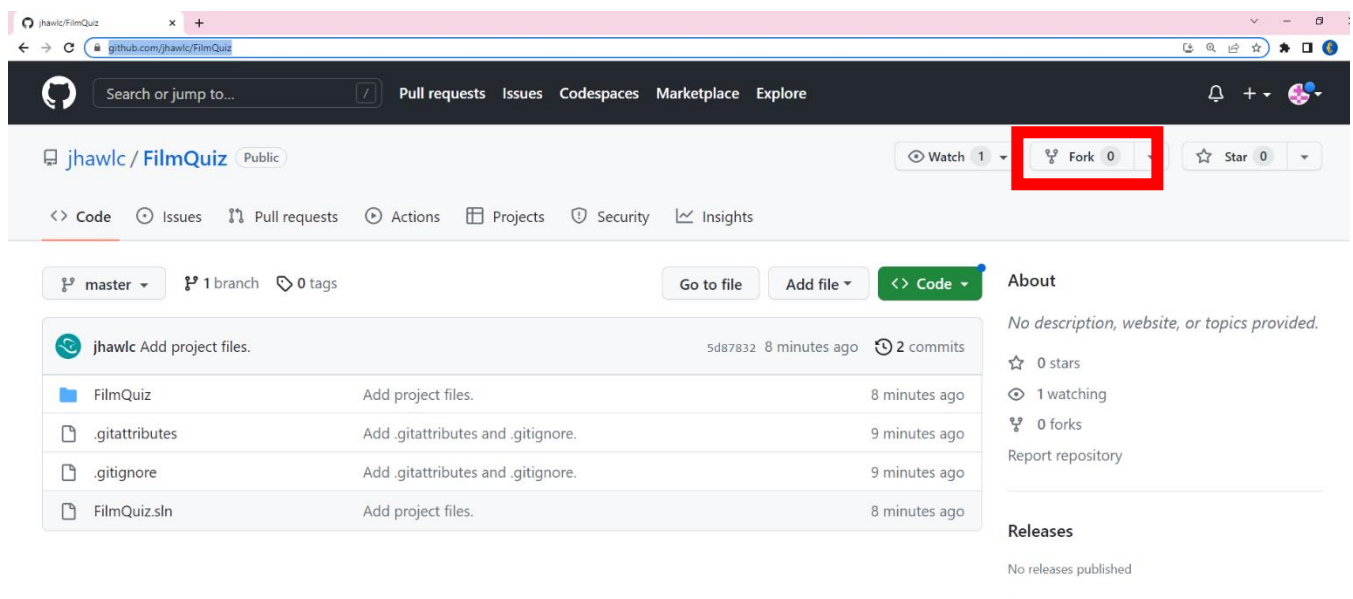 jhawlc/FilmQuiz
github.com/jhawlc/FilmQuiz
Search or jump to... / Pull requests Issues Codespaces Marketplace Explore
jhawlc / FilmQuiz Public Watch 1 Fork 0 Star 0
Code Issues Pull requests Actions Projects Security Insights
master 1 branch 0 tags Go to file Add file Code
About
No description, website, or topics provided.
jhawlc Add project files. 5d87832 8 minutes ago 2 commits
0 stars
FilmQuiz Add project files. 8 minutes ago
1 watching
.gitattributes Add .gitattributes and .gitignore. 9 minutes ago
0 forks
Report repository
.gitignore Add .gitattributes and .gitignore. 9 minutes ago
FilmQuiz.sln Add project files. 8 minutes ago
Releases
No releases published